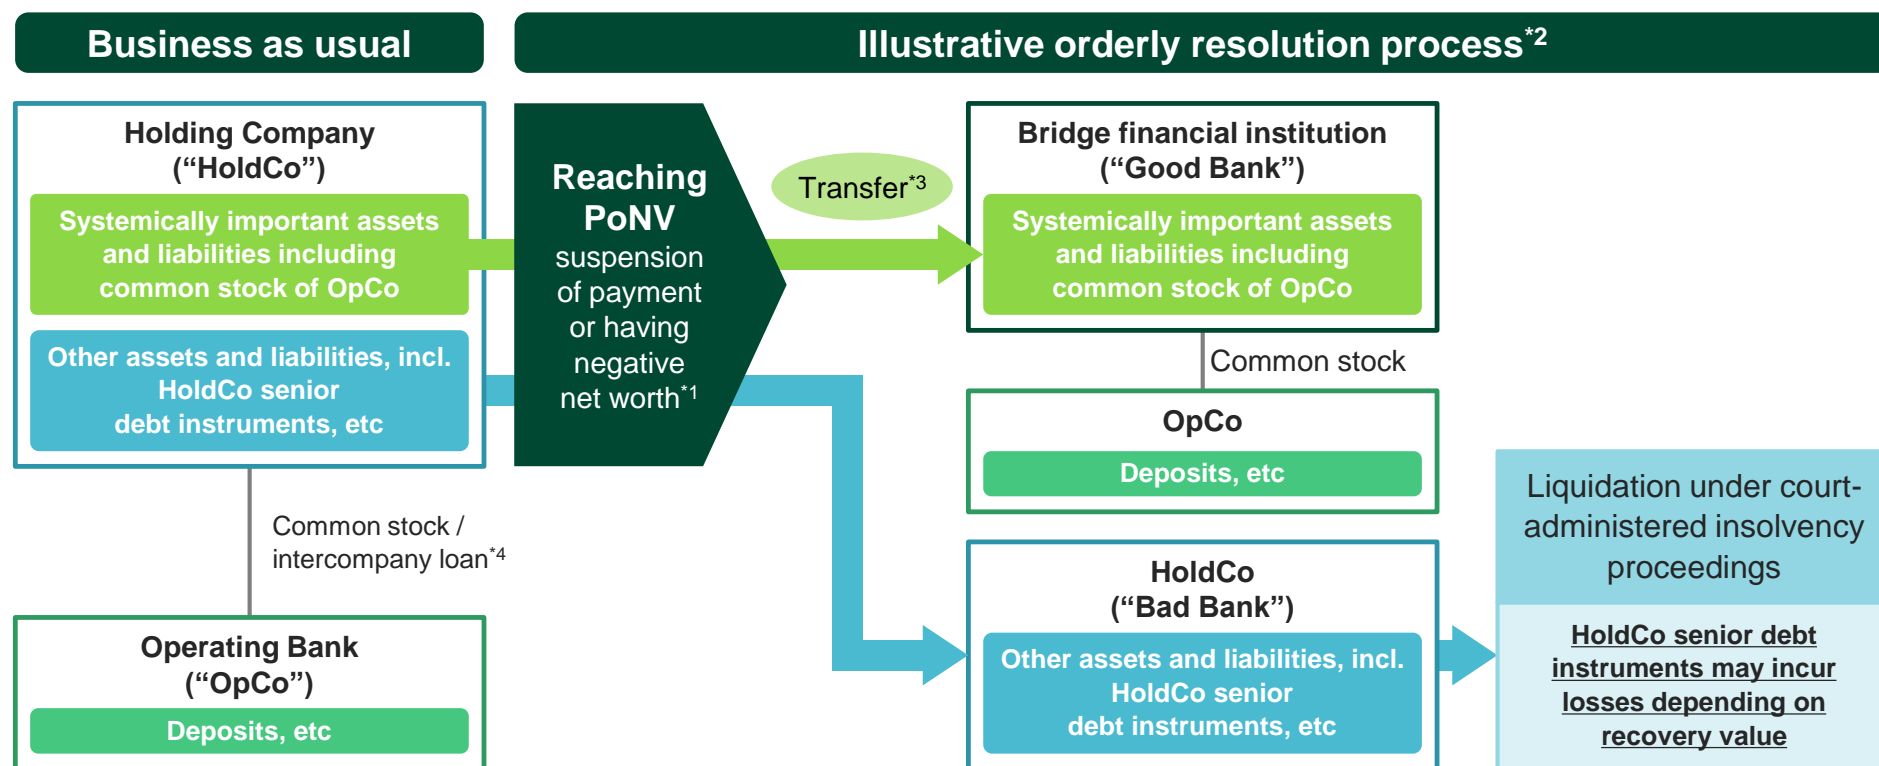 Business as usual
Illustrative orderly resolution process*2
Holding Company
(“HoldCo”)
Systemically important assets
and liabilities including
common stock of OpCo
Other assets and liabilities, incl.
HoldCo senior
debt instruments, etc
Common stock /
intercompany loan*4
Operating Bank
(“OpCo”)
Deposits, etc
Reaching
PoNV
suspension
of payment
or having
negative
net worth*1
Transfer*3
Bridge financial institution
(“Good Bank”)
Systemically important assets
and liabilities including
common stock of OpCo
Common stock
OpCo
Deposits, etc
HoldCo
(“Bad Bank”)
Other assets and liabilities, incl.
HoldCo senior
debt instruments, etc
Liquidation under court-
administered insolvency
proceedings
HoldCo senior debt
instruments may incur
losses depending on
recovery value